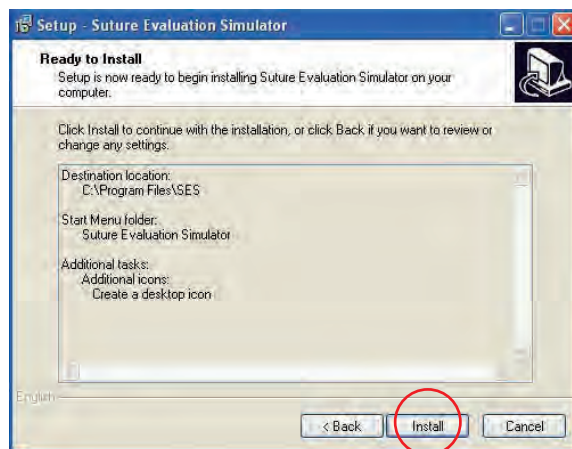 Setup - Suture Evaluation Simulator
Ready to Install
Setup is now ready to begin installing Suture Evaluation Simulator on your
computer.
Click Install to continue with the installation, or click Back if you want to review or
change any settings.
Destination location:
C:\Program Files\SES
Start Menu folder:
Suture Evaluation Simulator
Additional tasks:
Additional icons:
Create a desktop icon
English
< Back
Install
Cancel